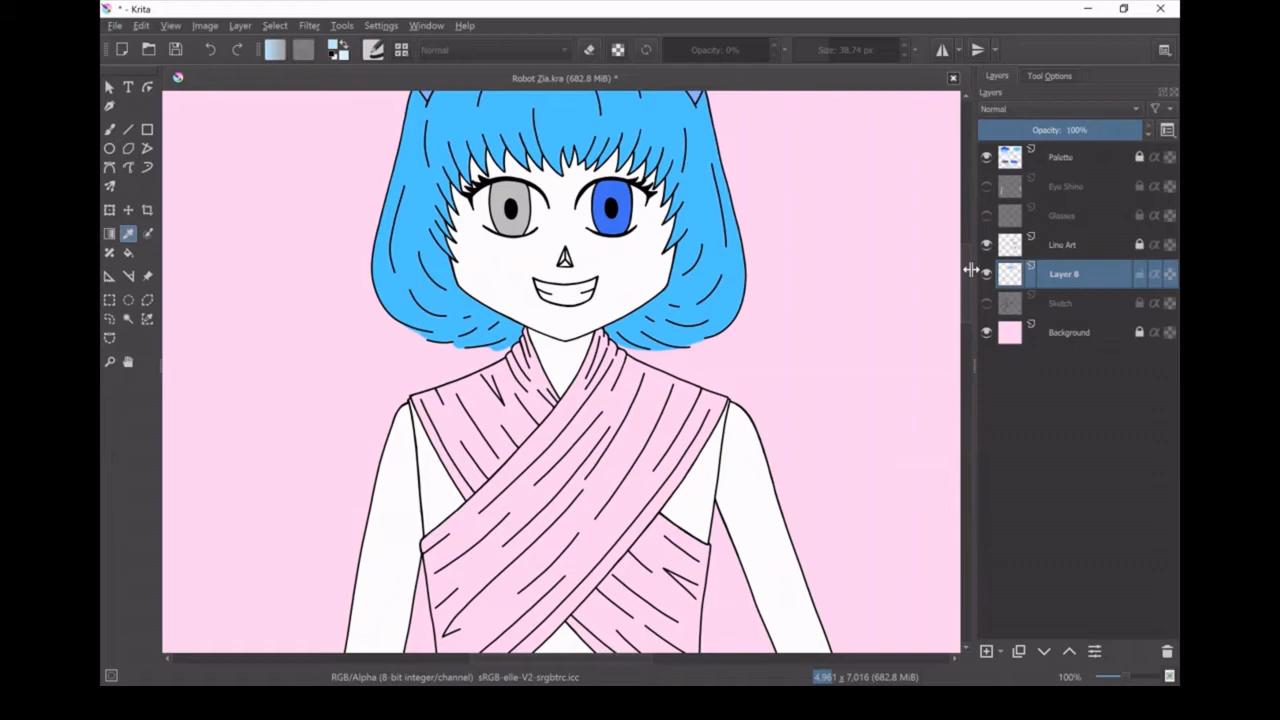 * - Krita
File Edit View Image Layer Select Filter Tools Settings Window Help
Normal Opacity: 0% Size: 38.74 px
Robot Zia.kra (682.8 MiB) *
Layers Tool Options
Layers
Normal
Opacity: 100%
Palette
Eye Shine
Glasses
Line Art
Layer 8
Sketch
Background
RGB/Alpha (8-bit integer/channel) sRGB-elle-V2-srgbtrc.icc 4,961 x 7,016 (682.8 MiB) 100%